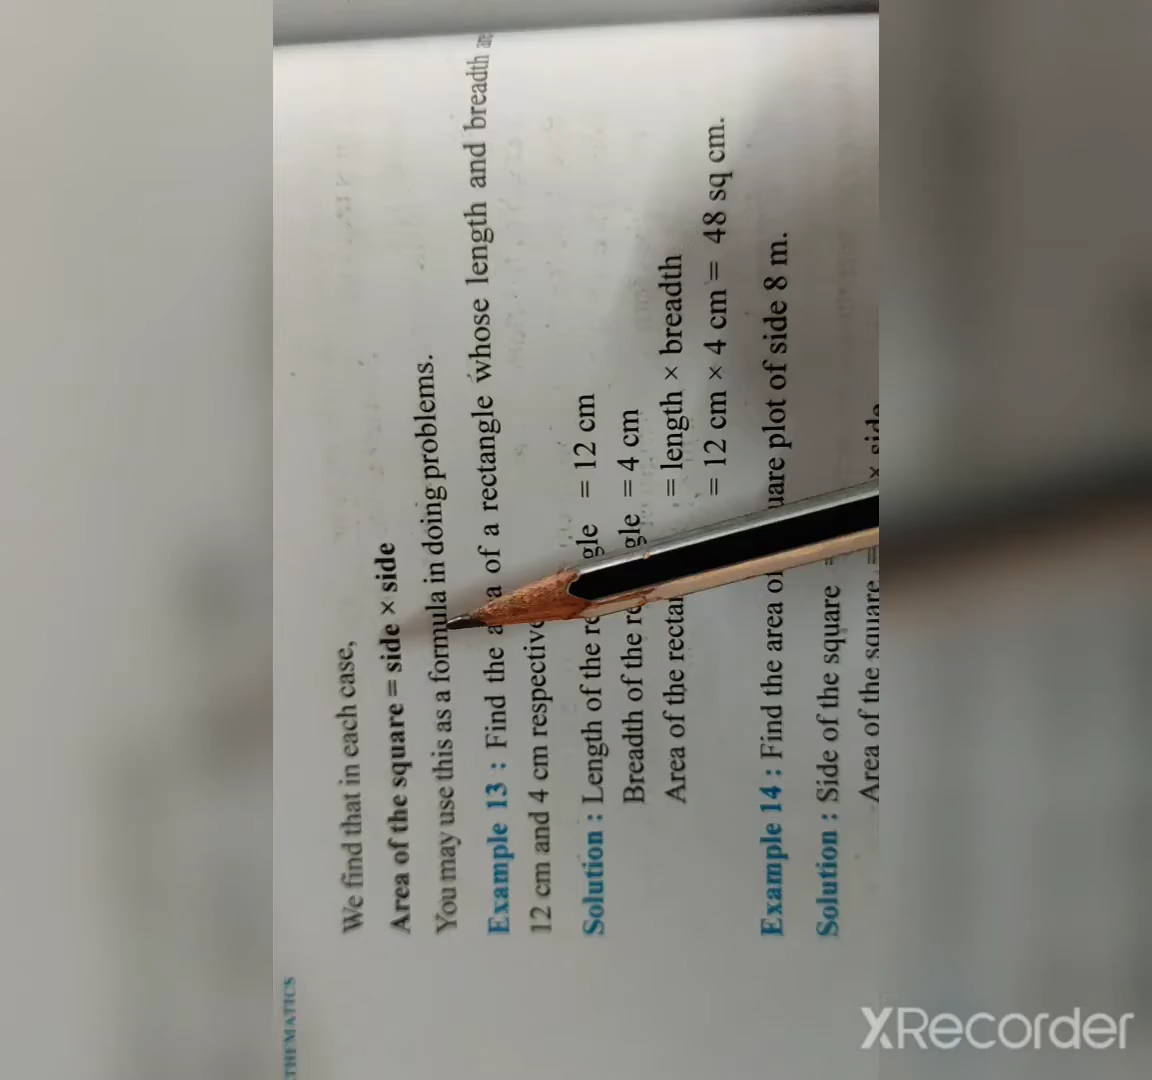 THEMATICS
We find that in each case,
Area of the square = side × side
You may use this as a formula in doing problems.
Example 13 : Find the a a of a rectangle whose length and breadth are
12 cm and 4 cm respective
Solution : Length of the re gle = 12 cm
Breadth of the re gle = 4 cm
Area of the rectan = length × breadth
= 12 cm × 4 cm = 48 sq cm.
Example 14 : Find the area of uare plot of side 8 m.
Solution : Side of the square =
Area of the square = × side
XRecorder